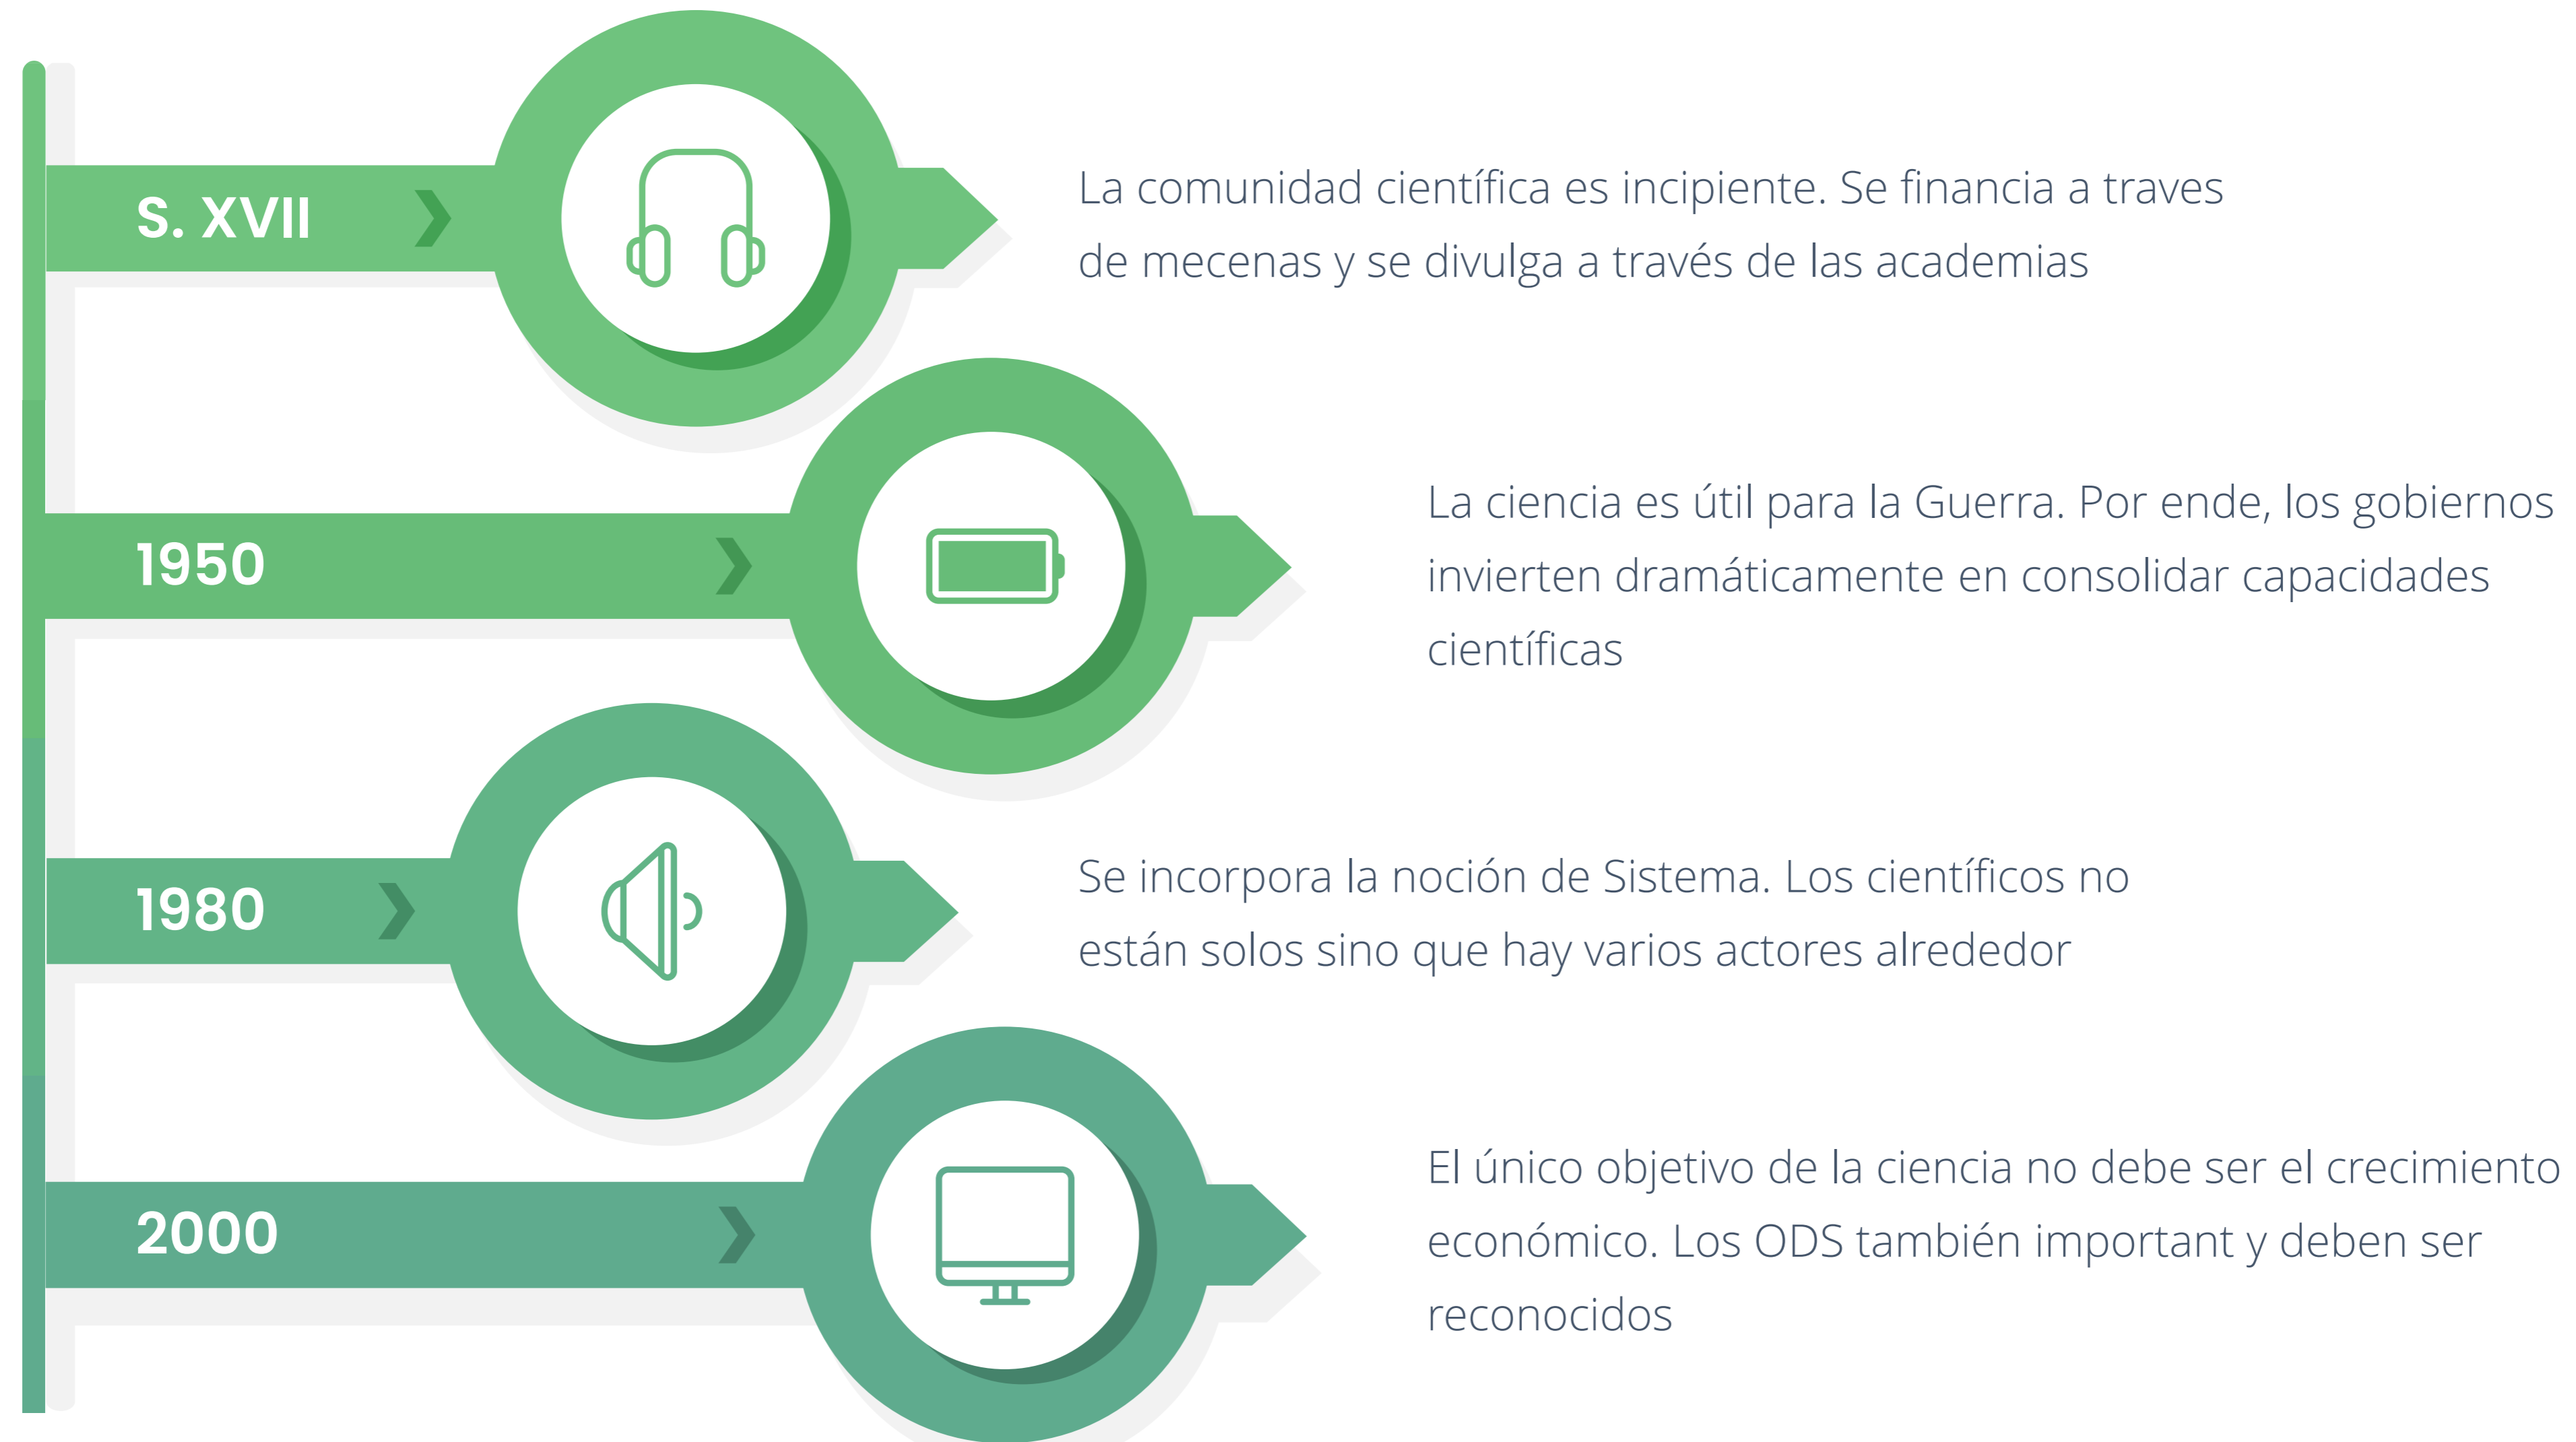 S. XVII
La comunidad científica es incipiente. Se financia a traves
de mecenas y se divulga a través de las academias
1950
La ciencia es útil para la Guerra. Por ende, los gobiernos
invierten dramáticamente en consolidar capacidades
científicas
1980
Se incorpora la noción de Sistema. Los científicos no
están solos sino que hay varios actores alrededor
2000
El único objetivo de la ciencia no debe ser el crecimiento
económico. Los ODS también important y deben ser
reconocidos